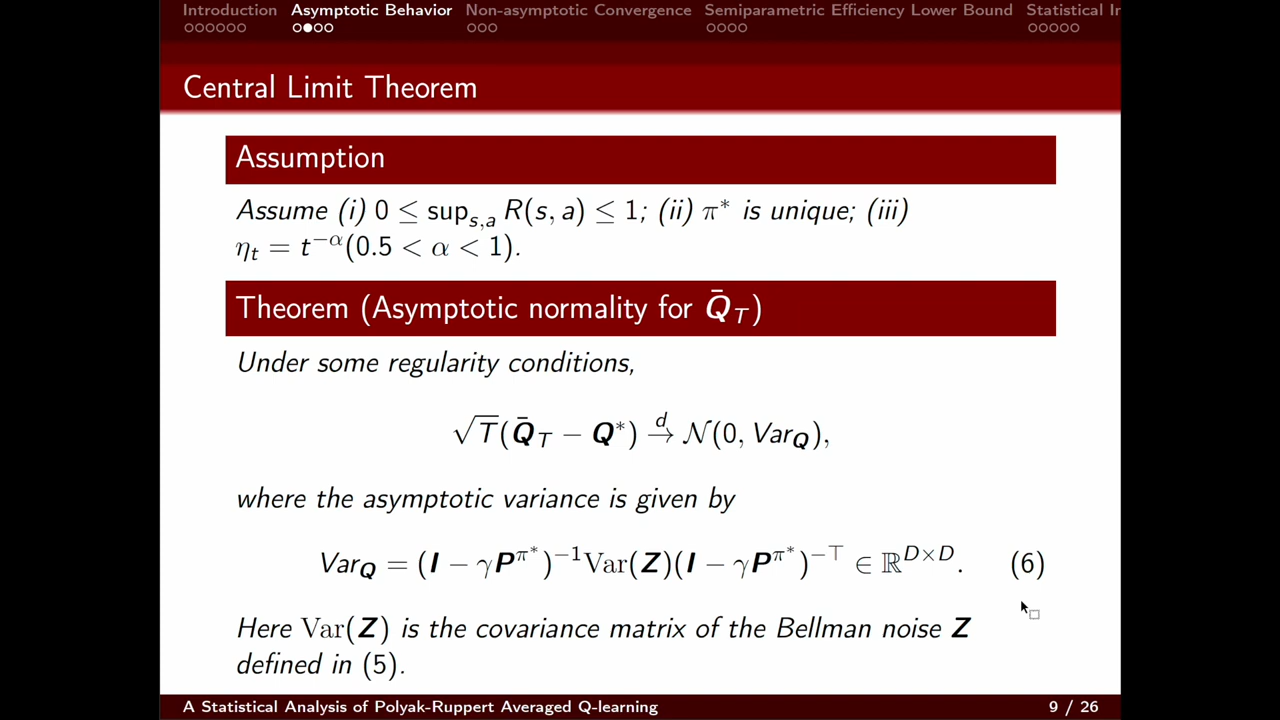 Introduction Asymptotic Behavior Non-asymptotic Convergence Semiparametric Efficiency Lower Bound Statistical In
Central Limit Theorem
Assumption
Assume (i) 0 ≤ sup_{s,a} R(s, a) ≤ 1; (ii) π* is unique; (iii)
η_t = t^{−α}(0.5 < α < 1).
Theorem (Asymptotic normality for Q̄_T)
Under some regularity conditions,
√T(Q̄_T − Q*) →^d 𝒩(0, Var_Q),
where the asymptotic variance is given by
Var_Q = (I − γP^{π*})^{−1}Var(Z)(I − γP^{π*})^{−⊤} ∈ ℝ^{D×D}. (6)
Here Var(Z) is the covariance matrix of the Bellman noise Z
defined in (5).
A Statistical Analysis of Polyak-Ruppert Averaged Q-learning 9 / 26